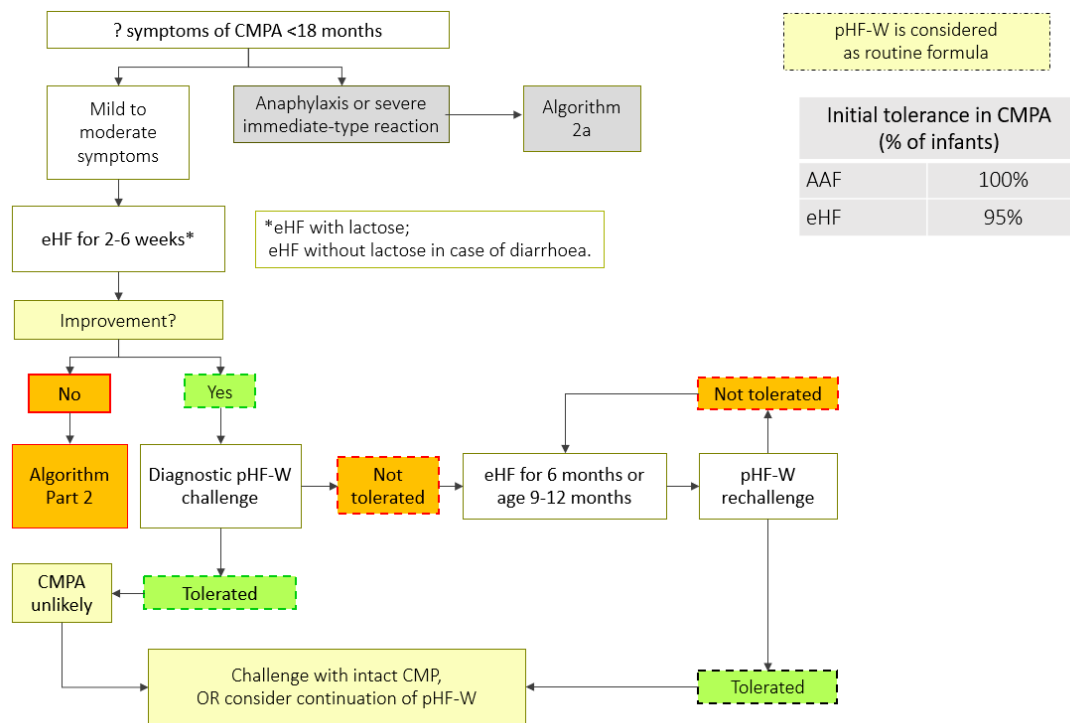 ? symptoms of CMPA <18 months
pHF-W is considered
as routine formula
Mild to
moderate
symptoms
Anaphylaxis or severe
immediate-type reaction
Algorithm
2a
Initial tolerance in CMPA
(% of infants)
AAF 100%
eHF 95%
eHF for 2-6 weeks*
*eHF with lactose;
eHF without lactose in case of diarrhoea.
Improvement?
No
Yes
Not tolerated
Algorithm
Part 2
Diagnostic pHF-W
challenge
Not
tolerated
eHF for 6 months or
age 9-12 months
pHF-W
rechallenge
CMPA
unlikely
Tolerated
Challenge with intact CMP,
OR consider continuation of pHF-W
Tolerated